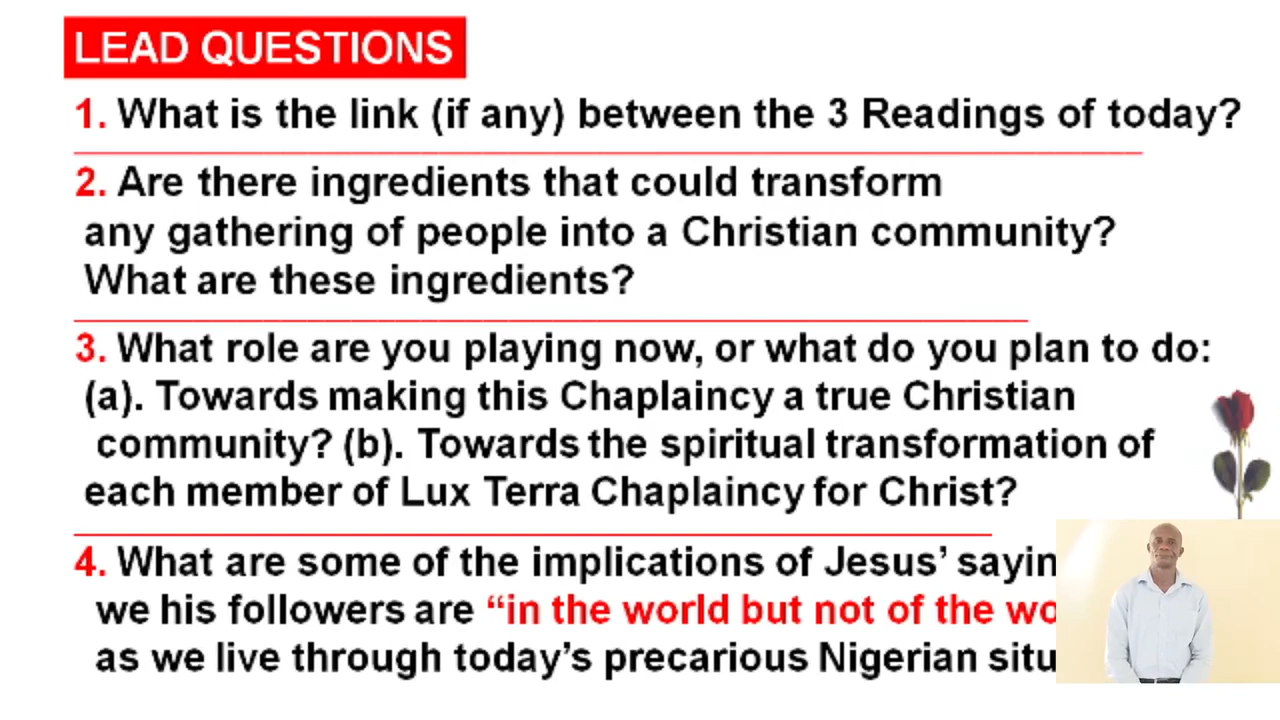 LEAD QUESTIONS
1. What is the link (if any) between the 3 Readings of today?
2. Are there ingredients that could transform
any gathering of people into a Christian community?
What are these ingredients?
3. What role are you playing now, or what do you plan to do:
(a). Towards making this Chaplaincy a true Christian
community? (b). Towards the spiritual transformation of
each member of Lux Terra Chaplaincy for Christ?
4. What are some of the implications of Jesus’
we his followers are “in the world but not of the
as we live through today’s precarious Nigerian